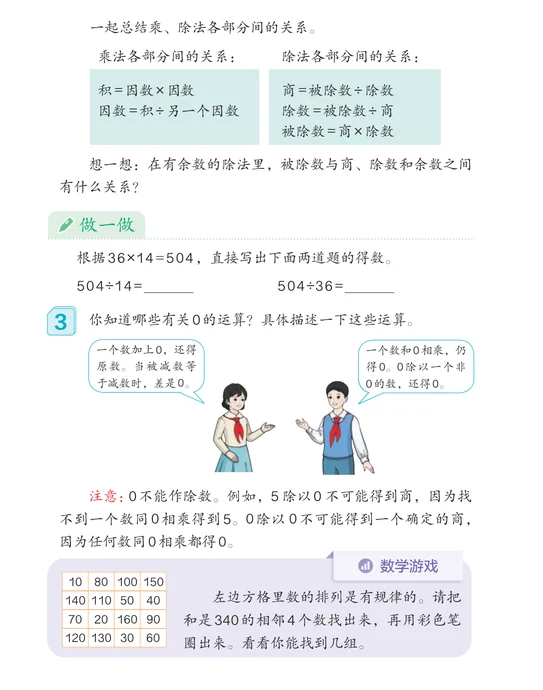 一起总结乘、除法各部分间的关系。
乘法各部分间的关系：
积＝因数×因数
因数＝积÷另一个因数
除法各部分间的关系：
商＝被除数÷除数
除数＝被除数÷商
被除数＝商×除数
想一想：在有余数的除法里，被除数与商、除数和余数之间
有什么关系？
做一做
根据36×14=504，直接写出下面两道题的得数。
504÷14=______ 504÷36=______
3 你知道哪些有关0的运算？具体描述一下这些运算。
一个数加上0，还得
原数。当被减数等
于减数时，差是0。
一个数和0相乘，仍
得0。0除以一个非
0的数，还得0。
注意：0不能作除数。例如，5除以0不可能得到商，因为找
不到一个数同0相乘得到5。0除以0不可能得到一个确定的商，
因为任何数同0相乘都得0。
数学游戏
10 80 100 150
140 110 50 40
70 20 160 90
120 130 30 60
左边方格里数的排列是有规律的。请把
和是340的相邻4个数找出来，再用彩色笔
圈出来。看看你能找到几组。